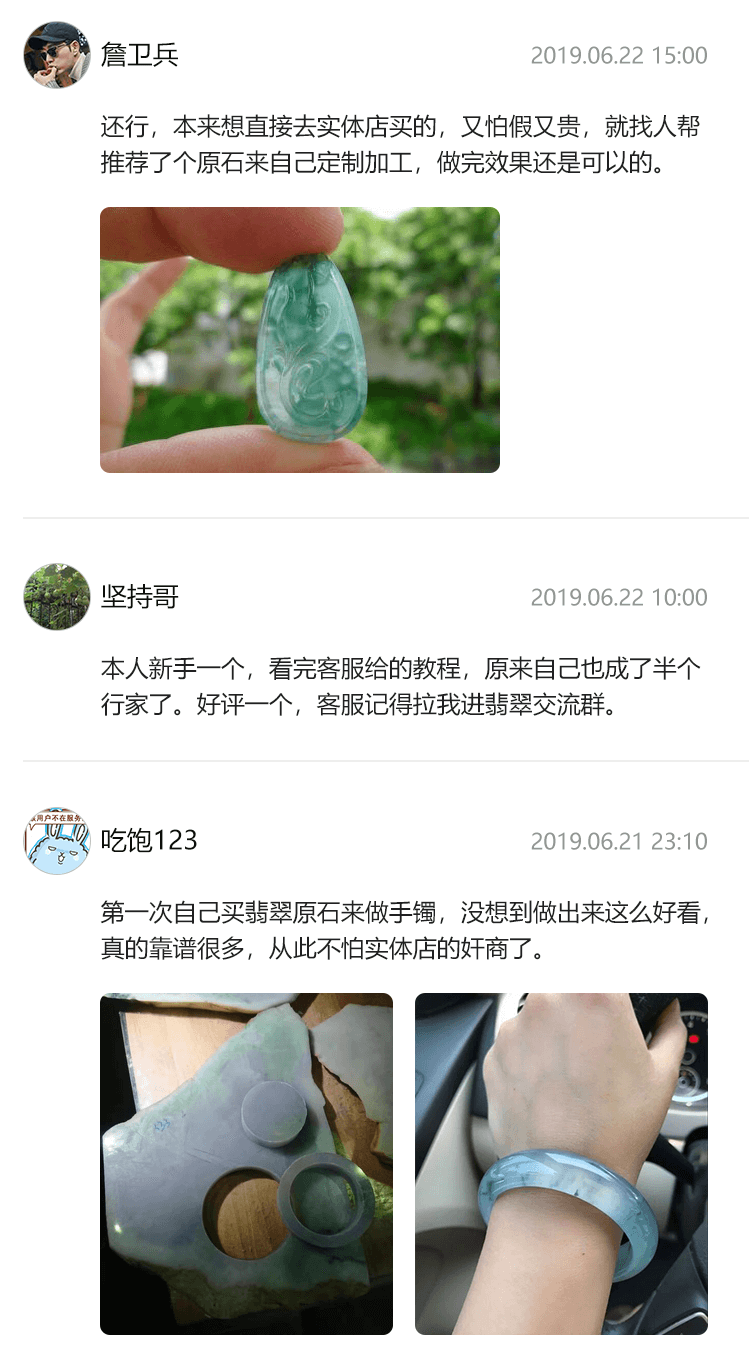 詹卫兵
2019.06.22 15:00
还行，本来想直接去实体店买的，又怕假又贵，就找人帮
推荐了个原石来自己定制加工，做完效果还是可以的。
坚持哥
2019.06.22 10:00
本人新手一个，看完客服给的教程，原来自己也成了半个
行家了。好评一个，客服记得拉我进翡翠交流群。
用户不在服务
吃饱123
2019.06.21 23:10
第一次自己买翡翠原石来做手镯，没想到做出来这么好看，
真的靠谱很多，从此不怕实体店的奸商了。